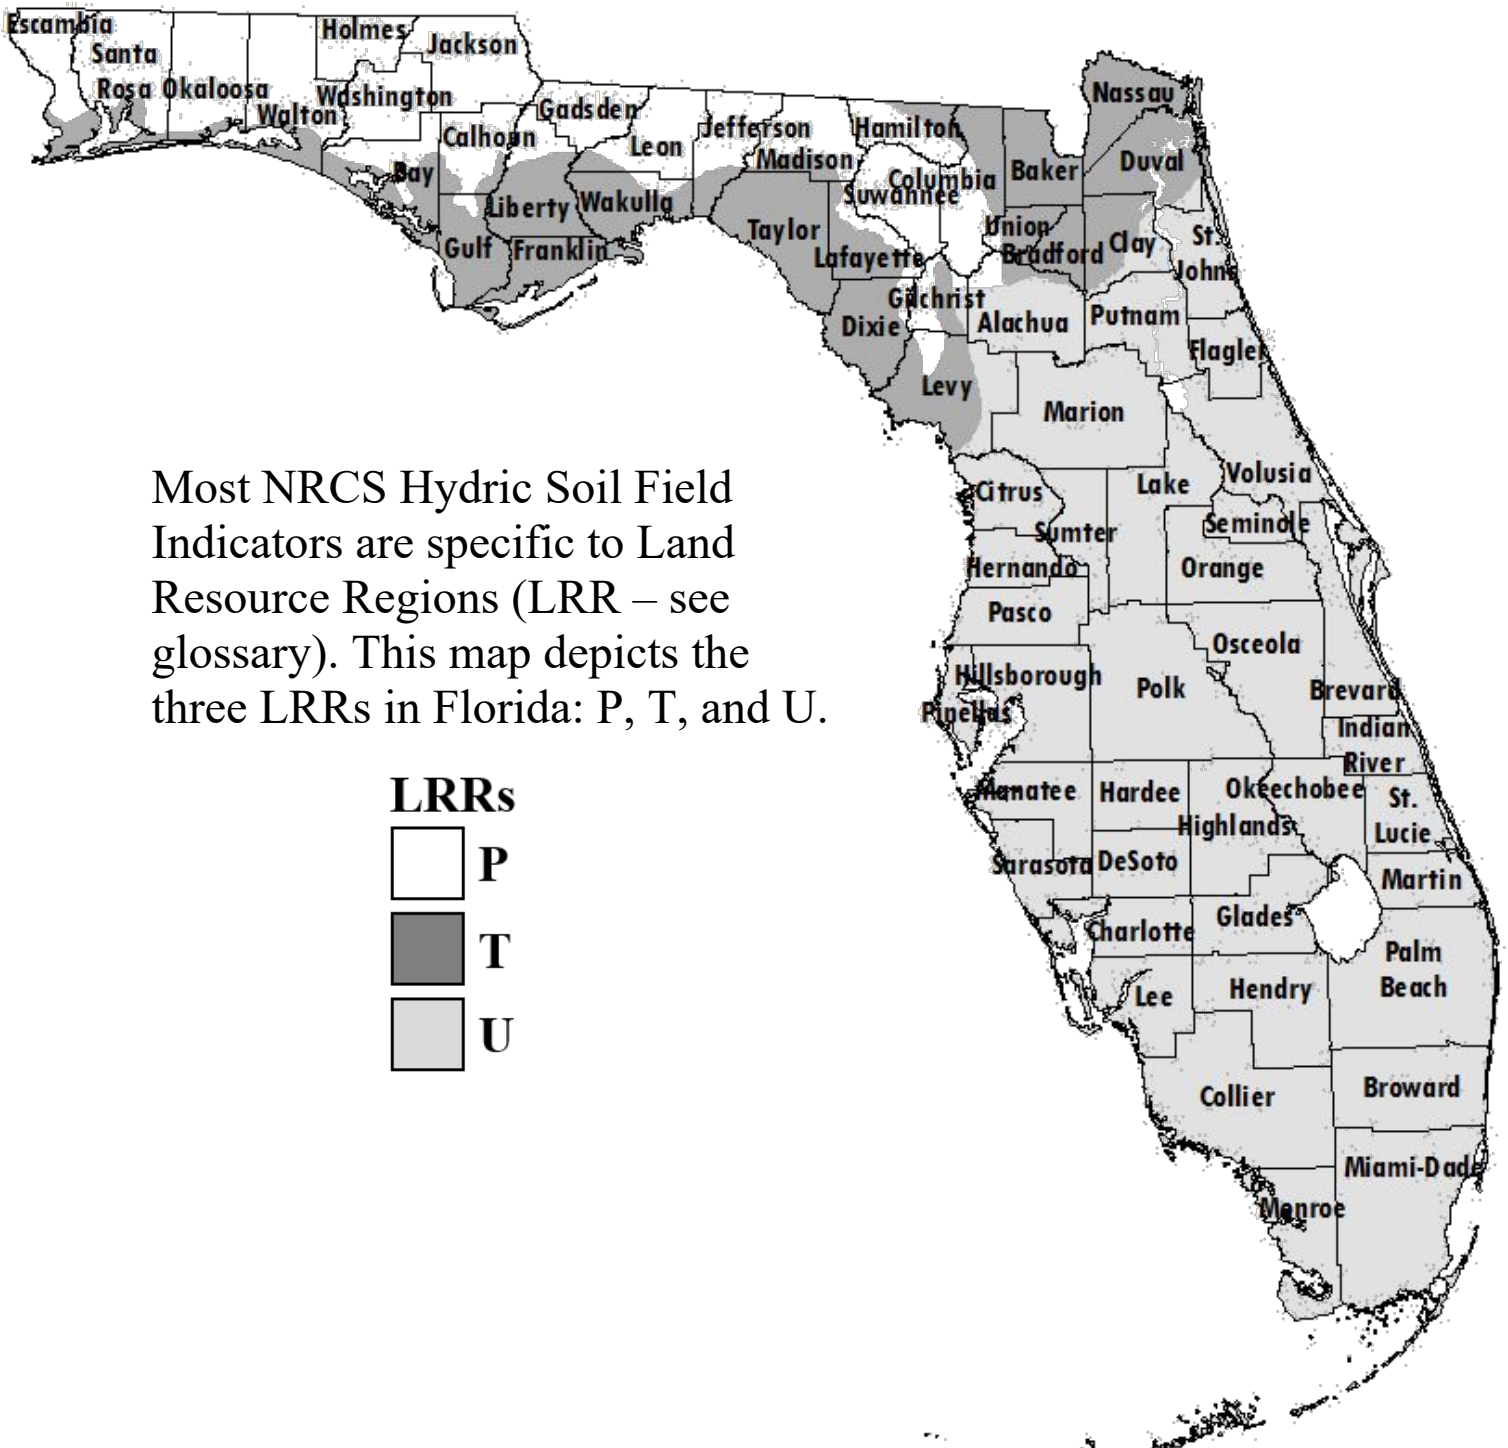 Escambia
Santa
Rosa
Okaloosa
Walton
Holmes
Jackson
Washington
Bay
Calhoun
Gulf
Gadsden
Liberty
Franklin
Leon
Wakulla
Jefferson
Madison
Taylor
Hamilton
Suwannee
Lafayette
Dixie
Columbia
Gilchrist
Levy
Baker
Union
Bradford
Alachua
Nassau
Duval
Clay
Putnam
St.
Johns
Flagler
Marion
Volusia
Citrus
Sumter
Lake
Seminole
Hernando
Orange
Pasco
Osceola
Hillsborough
Polk
Brevard
Pinellas
Indian
River
Manatee
Hardee
Okeechobee
Highlands
St.
Lucie
Sarasota
DeSoto
Martin
Charlotte
Glades
Palm
Beach
Lee
Hendry
Collier
Broward
Miami-Dade
Monroe
Most NRCS Hydric Soil Field
Indicators are specific to Land
Resource Regions (LRR – see
glossary). This map depicts the
three LRRs in Florida: P, T, and U.
LRRs
P
T
U